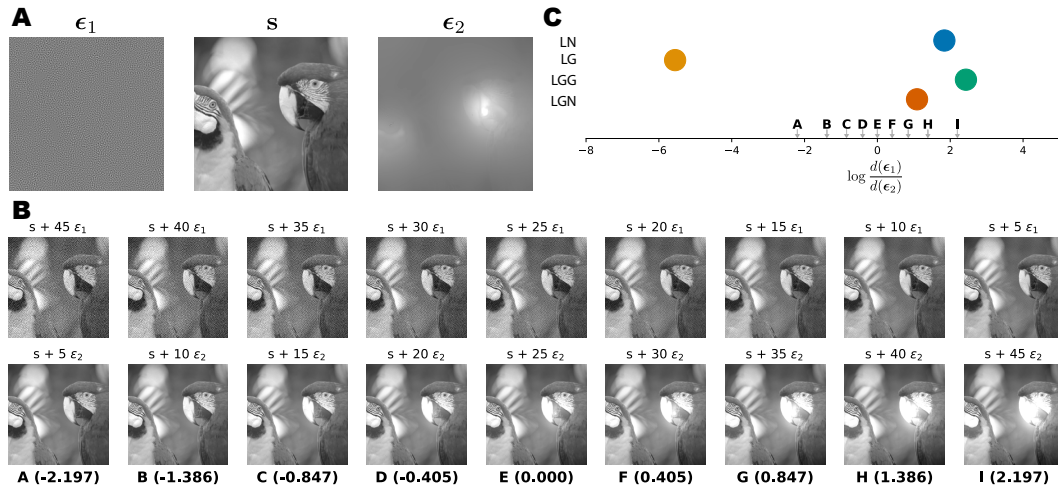 A
ϵ₁ s ϵ₂
C
LN
LG
LGG
LGN
A B C D E F G H I
−8 −6 −4 −2 0 2 4
log d(ϵ₁) / d(ϵ₂)
B
s + 45 ε₁ s + 40 ε₁ s + 35 ε₁ s + 30 ε₁ s + 25 ε₁ s + 20 ε₁ s + 15 ε₁ s + 10 ε₁ s + 5 ε₁
s + 5 ε₂ s + 10 ε₂ s + 15 ε₂ s + 20 ε₂ s + 25 ε₂ s + 30 ε₂ s + 35 ε₂ s + 40 ε₂ s + 45 ε₂
A (-2.197) B (-1.386) C (-0.847) D (-0.405) E (0.000) F (0.405) G (0.847) H (1.386) I (2.197)